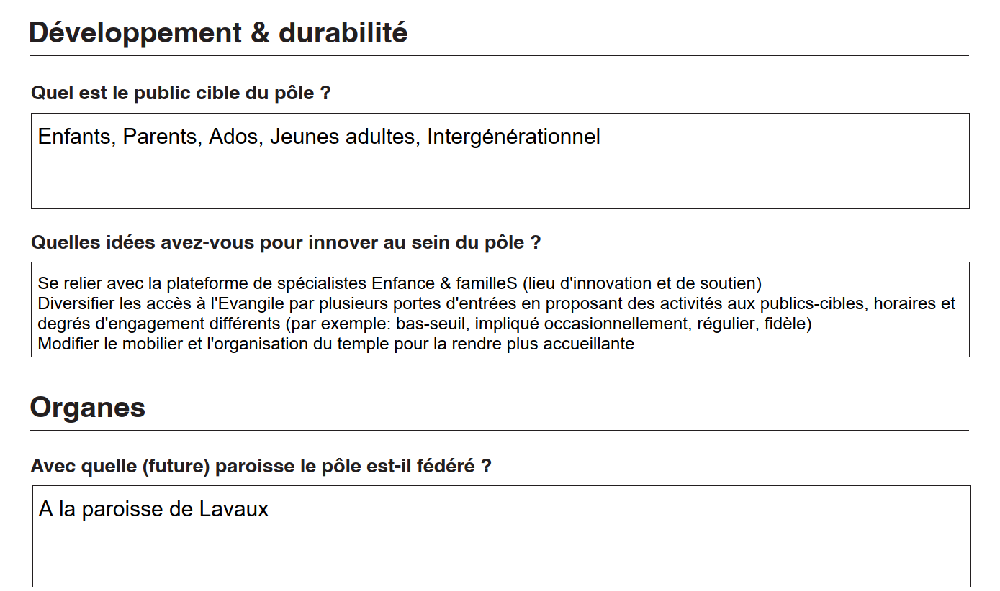 Développement & durabilité
Quel est le public cible du pôle ?
Enfants, Parents, Ados, Jeunes adultes, Intergénérationnel
Quelles idées avez-vous pour innover au sein du pôle ?
Se relier avec la plateforme de spécialistes Enfance & familleS (lieu d'innovation et de soutien)
Diversifier les accès à l'Evangile par plusieurs portes d'entrées en proposant des activités aux publics-cibles, horaires et
degrés d'engagement différents (par exemple: bas-seuil, impliqué occasionnellement, régulier, fidèle)
Modifier le mobilier et l'organisation du temple pour la rendre plus accueillante
Organes
Avec quelle (future) paroisse le pôle est-il fédéré ?
A la paroisse de Lavaux